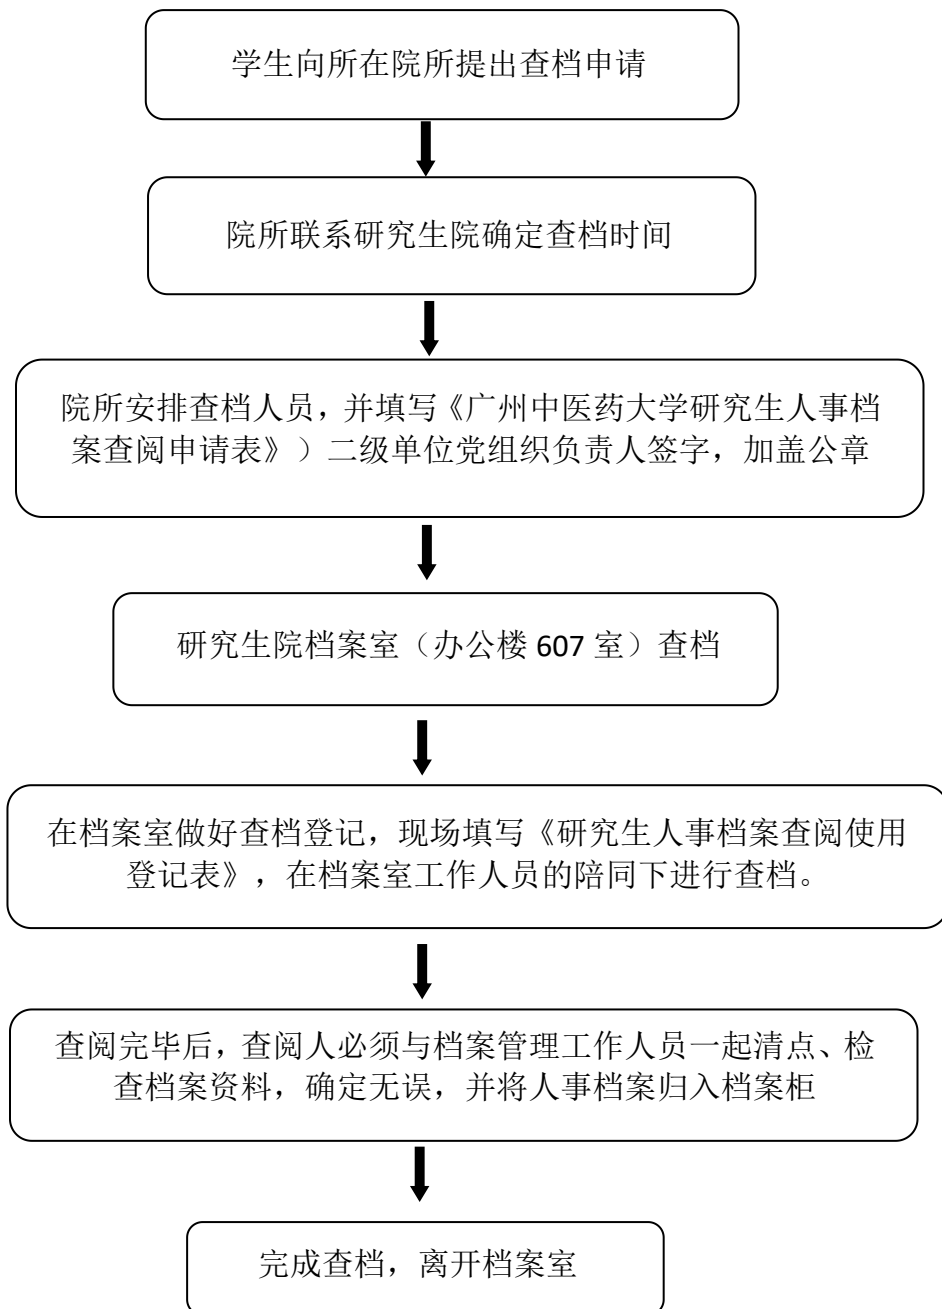 学生向所在院所提出查档申请
院所联系研究生院确定查档时间
院所安排查档人员，并填写《广州中医药大学研究生人事档
案查阅申请表》）二级单位党组织负责人签字，加盖公章
研究生院档案室（办公楼 607 室）查档
在档案室做好查档登记，现场填写《研究生人事档案查阅使用
登记表》，在档案室工作人员的陪同下进行查档。
查阅完毕后，查阅人必须与档案管理工作人员一起清点、检
查档案资料，确定无误，并将人事档案归入档案柜
完成查档，离开档案室